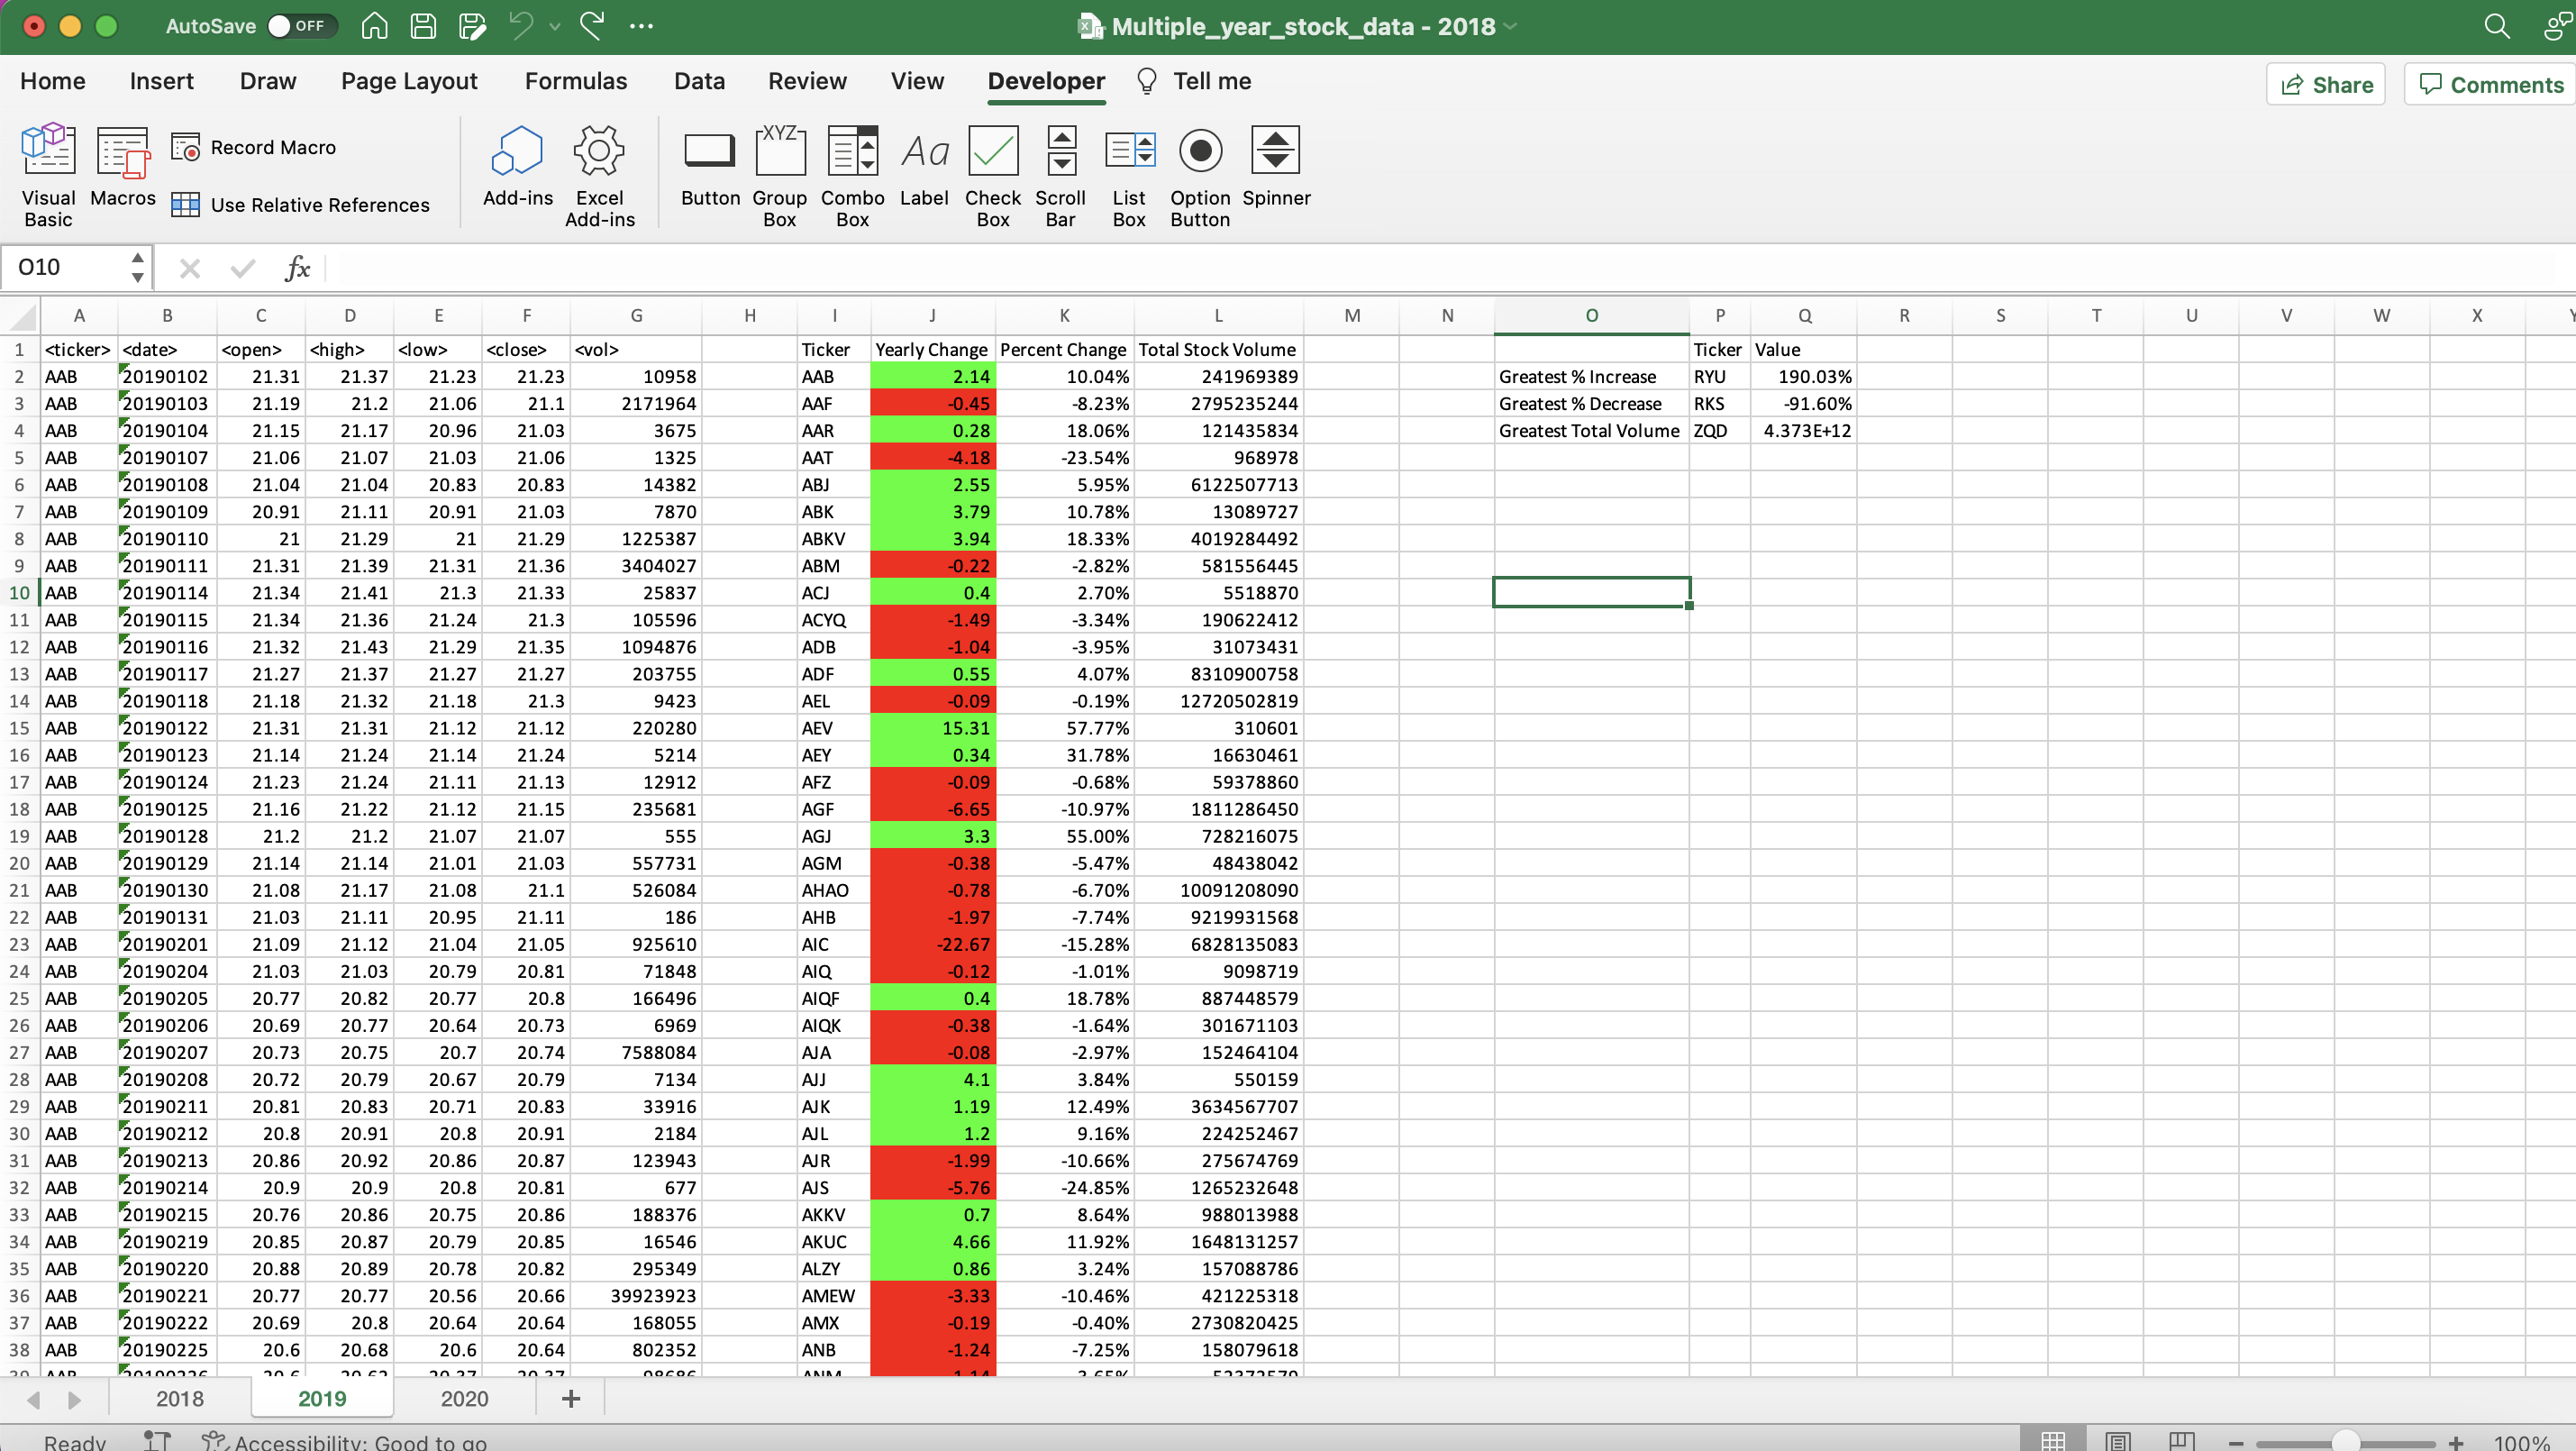 AutoSave OFF Multiple_year_stock_data - 2018
Home Insert Draw Page Layout Formulas Data Review View Developer Tell me Share Comments
Visual Basic Macros Record Macro Use Relative References Add-ins Excel Add-ins Button Group Box Combo Box Label Check Box Scroll Bar List Box Option Button Spinner
XYZ Aa
O10 fx
A B C D E F G H I J K L M N O P Q R S T U V W X Y
1 <ticker> <date> <open> <high> <low> <close> <vol> Ticker Yearly Change Percent Change Total Stock Volume Ticker Value
2 AAB 20190102 21.31 21.37 21.23 21.23 10958 AAB 2.14 10.04% 241969389 Greatest % Increase RYU 190.03%
3 AAB 20190103 21.19 21.2 21.06 21.1 2171964 AAF -0.45 -8.23% 2795235244 Greatest % Decrease RKS -91.60%
4 AAB 20190104 21.15 21.17 20.96 21.03 3675 AAR 0.28 18.06% 121435834 Greatest Total Volume ZQD 4.373E+12
5 AAB 20190107 21.06 21.07 21.03 21.06 1325 AAT -4.18 -23.54% 968978
6 AAB 20190108 21.04 21.04 20.83 20.83 14382 ABJ 2.55 5.95% 6122507713
7 AAB 20190109 20.91 21.11 20.91 21.03 7870 ABK 3.79 10.78% 13089727
8 AAB 20190110 21 21.29 21 21.29 1225387 ABKV 3.94 18.33% 4019284492
9 AAB 20190111 21.31 21.39 21.31 21.36 3404027 ABM -0.22 -2.82% 581556445
10 AAB 20190114 21.34 21.41 21.3 21.33 25837 ACJ 0.4 2.70% 5518870
11 AAB 20190115 21.34 21.36 21.24 21.3 105596 ACYQ -1.49 -3.34% 190622412
12 AAB 20190116 21.32 21.43 21.29 21.35 1094876 ADB -1.04 -3.95% 31073431
13 AAB 20190117 21.27 21.37 21.27 21.27 203755 ADF 0.55 4.07% 8310900758
14 AAB 20190118 21.18 21.32 21.18 21.3 9423 AEL -0.09 -0.19% 12720502819
15 AAB 20190122 21.31 21.31 21.12 21.12 220280 AEV 15.31 57.77% 310601
16 AAB 20190123 21.14 21.24 21.14 21.24 5214 AEY 0.34 31.78% 16630461
17 AAB 20190124 21.23 21.24 21.11 21.13 12912 AFZ -0.09 -0.68% 59378860
18 AAB 20190125 21.16 21.22 21.12 21.15 235681 AGF -6.65 -10.97% 1811286450
19 AAB 20190128 21.2 21.2 21.07 21.07 555 AGJ 3.3 55.00% 728216075
20 AAB 20190129 21.14 21.14 21.01 21.03 557731 AGM -0.38 -5.47% 48438042
21 AAB 20190130 21.08 21.17 21.08 21.1 526084 AHAO -0.78 -6.70% 10091208090
22 AAB 20190131 21.03 21.11 20.95 21.11 186 AHB -1.97 -7.74% 9219931568
23 AAB 20190201 21.09 21.12 21.04 21.05 925610 AIC -22.67 -15.28% 6828135083
24 AAB 20190204 21.03 21.03 20.79 20.81 71848 AIQ -0.12 -1.01% 9098719
25 AAB 20190205 20.77 20.82 20.77 20.8 166496 AIQF 0.4 18.78% 887448579
26 AAB 20190206 20.69 20.77 20.64 20.73 6969 AIQK -0.38 -1.64% 301671103
27 AAB 20190207 20.73 20.75 20.7 20.74 7588084 AJA -0.08 -2.97% 152464104
28 AAB 20190208 20.72 20.79 20.67 20.79 7134 AJJ 4.1 3.84% 550159
29 AAB 20190211 20.81 20.83 20.71 20.83 33916 AJK 1.19 12.49% 3634567707
30 AAB 20190212 20.8 20.91 20.8 20.91 2184 AJL 1.2 9.16% 224252467
31 AAB 20190213 20.86 20.92 20.86 20.87 123943 AJR -1.99 -10.66% 275674769
32 AAB 20190214 20.9 20.9 20.8 20.81 677 AJS -5.76 -24.85% 1265232648
33 AAB 20190215 20.76 20.86 20.75 20.86 188376 AKKV 0.7 8.64% 988013988
34 AAB 20190219 20.85 20.87 20.79 20.85 16546 AKUC 4.66 11.92% 1648131257
35 AAB 20190220 20.88 20.89 20.78 20.82 295349 ALZY 0.86 3.24% 157088786
36 AAB 20190221 20.77 20.77 20.56 20.66 39923923 AMEW -3.33 -10.46% 421225318
37 AAB 20190222 20.69 20.8 20.64 20.64 168055 AMX -0.19 -0.40% 2730820425
38 AAB 20190225 20.6 20.68 20.6 20.64 802352 ANB -1.24 -7.25% 158079618
2018 2019 2020 +
Ready Accessibility: Good to go 100%